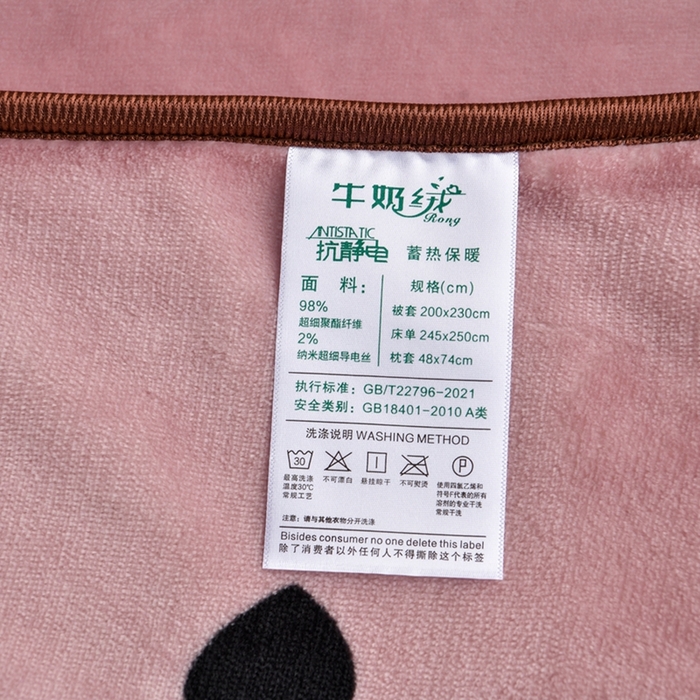 牛奶绒
Rong
ANTISTATIC
抗静电 蓄热保暖
面 料: 规格(cm)
98% 被套 200x230cm
超细聚酯纤维
2% 床单 245x250cm
纳米超细导电丝 枕套 48x74cm
执行标准: GB/T22796-2021
安全类别: GB18401-2010 A类
洗涤说明 WASHING METHOD
30 P
最高洗涤 不可漂白 悬挂晾干 不可熨烫 使用四氯乙烯和
温度30℃ 符号F代表的所有
常规工艺 溶剂的专业干洗
常规干洗
注意: 请与其他衣物分开洗涤
Bisides consumer no one delete this label
除了消费者以外任何人不得撕除这个标签